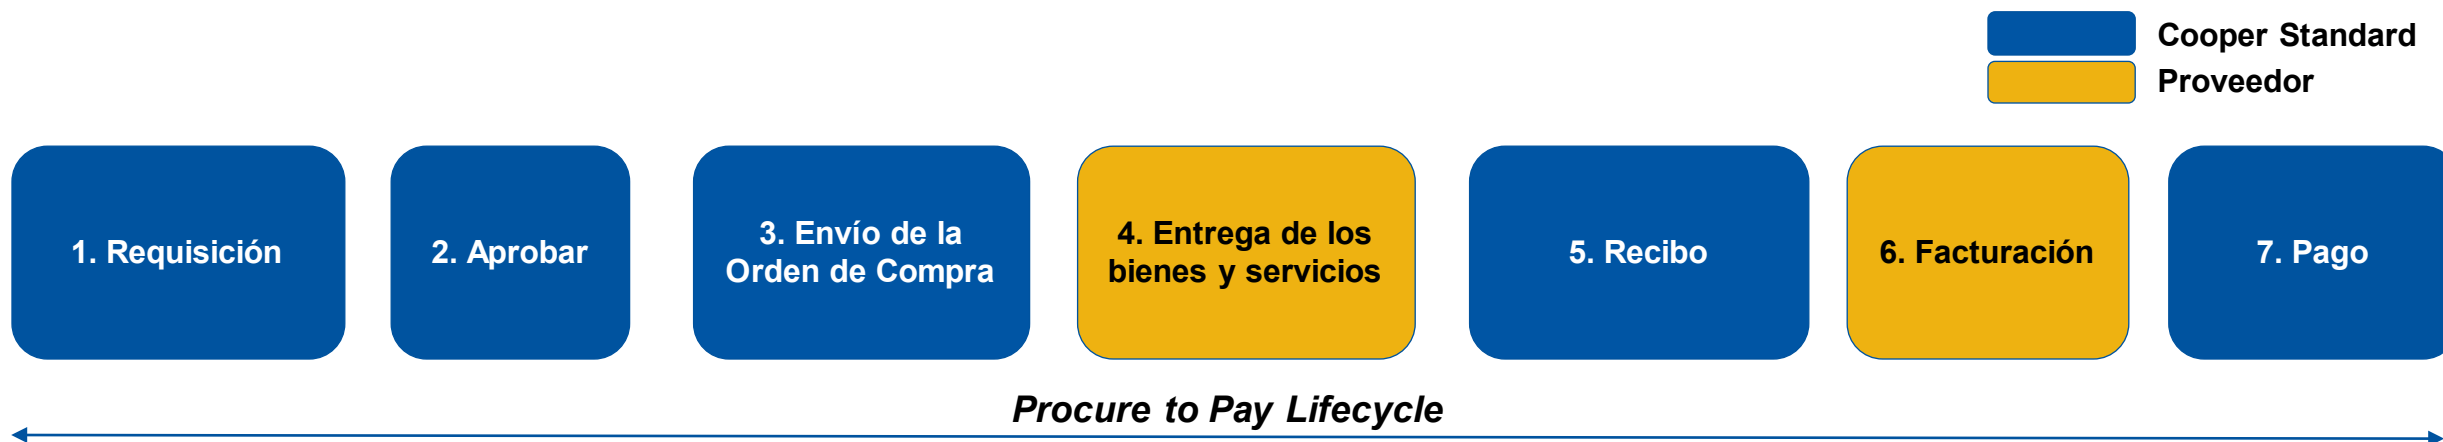 Cooper Standard
Proveedor
1. Requisición
2. Aprobar
3. Envío de la
Orden de Compra
4. Entrega de los
bienes y servicios
5. Recibo
6. Facturación
7. Pago
Procure to Pay Lifecycle